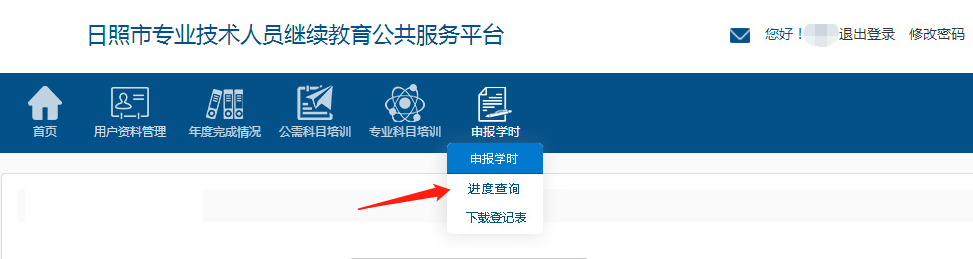 日照市专业技术人员继续教育公共服务平台
您好！ 退出登录 修改密码
首页 用户资料管理 年度完成情况 公需科目培训 专业科目培训 申报学时
申报学时
进度查询
下载登记表